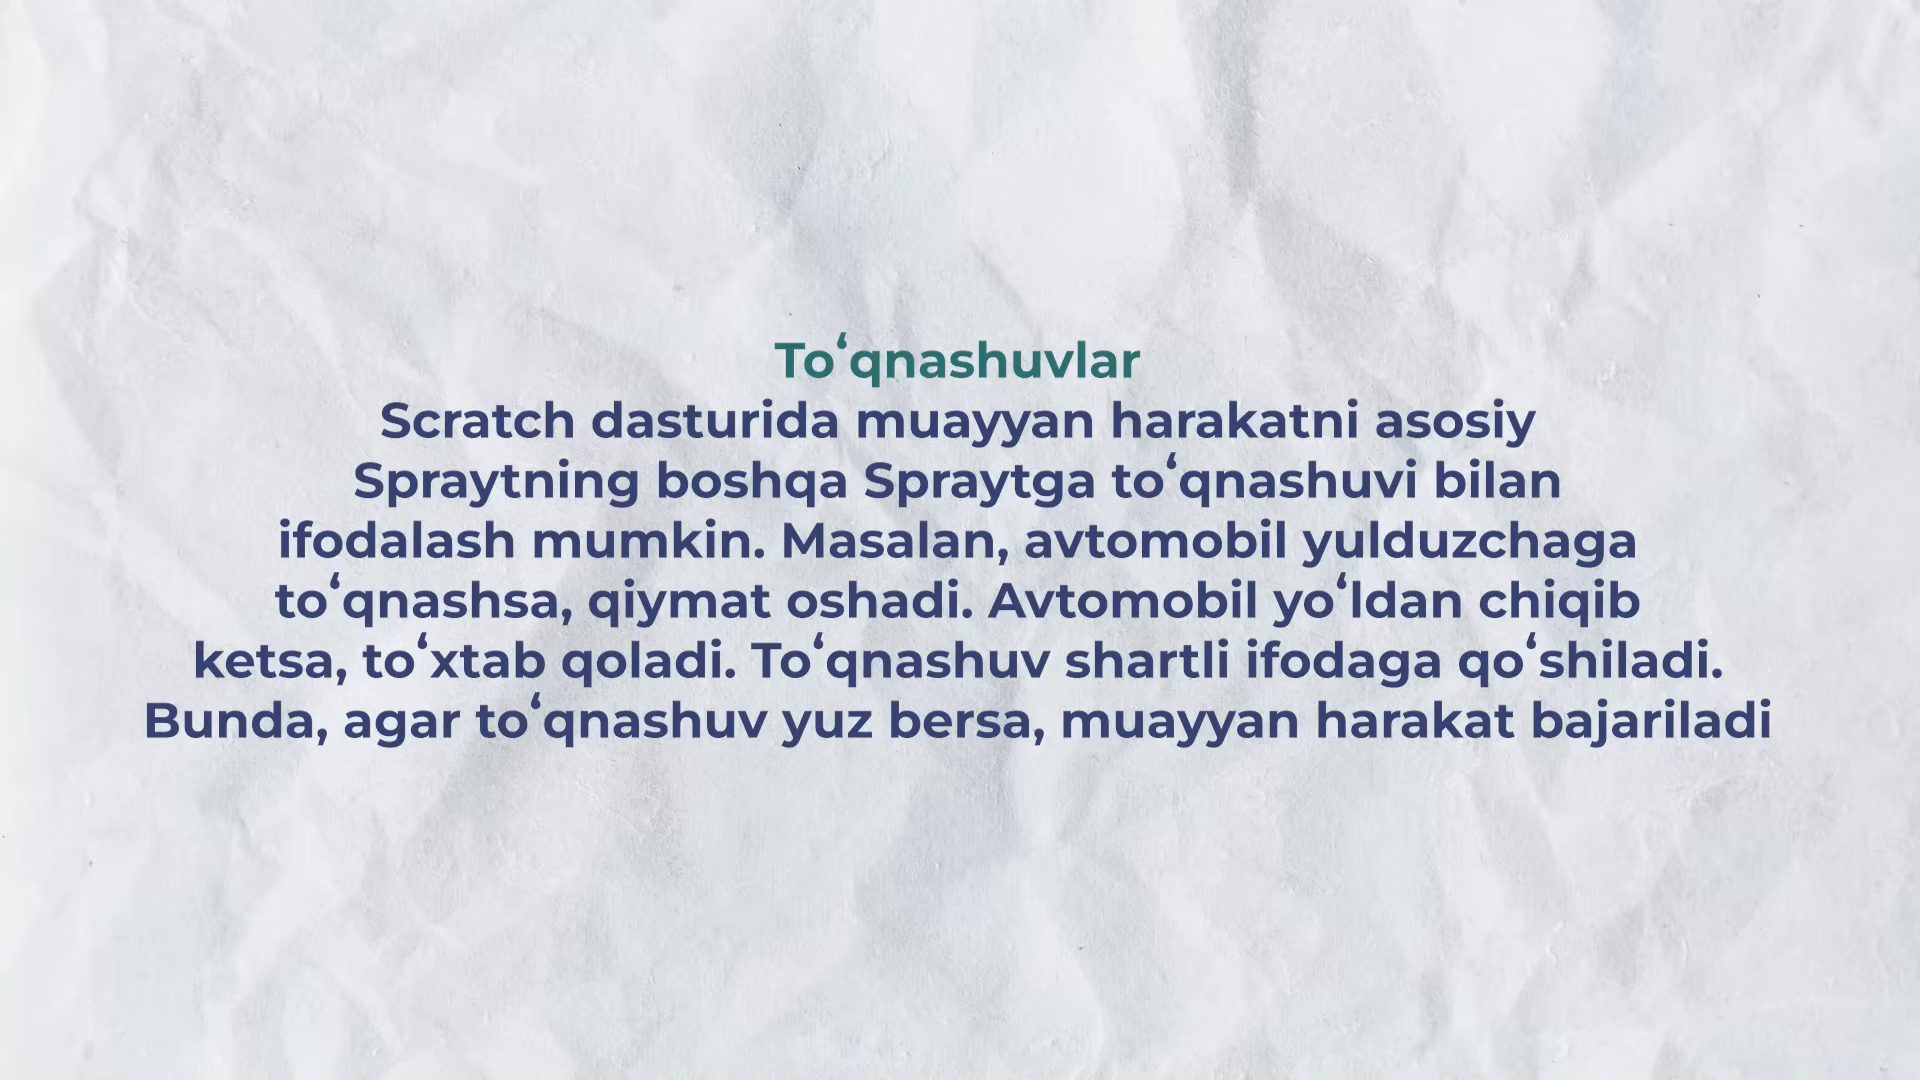 Toʻqnashuvlar
Scratch dasturida muayyan harakatni asosiy
Spraytning boshqa Spraytga toʻqnashuvi bilan
ifodalash mumkin. Masalan, avtomobil yulduzchaga
toʻqnashsa, qiymat oshadi. Avtomobil yoʻldan chiqib
ketsa, toʻxtab qoladi. Toʻqnashuv shartli ifodaga qoʻshiladi.
Bunda, agar toʻqnashuv yuz bersa, muayyan harakat bajariladi